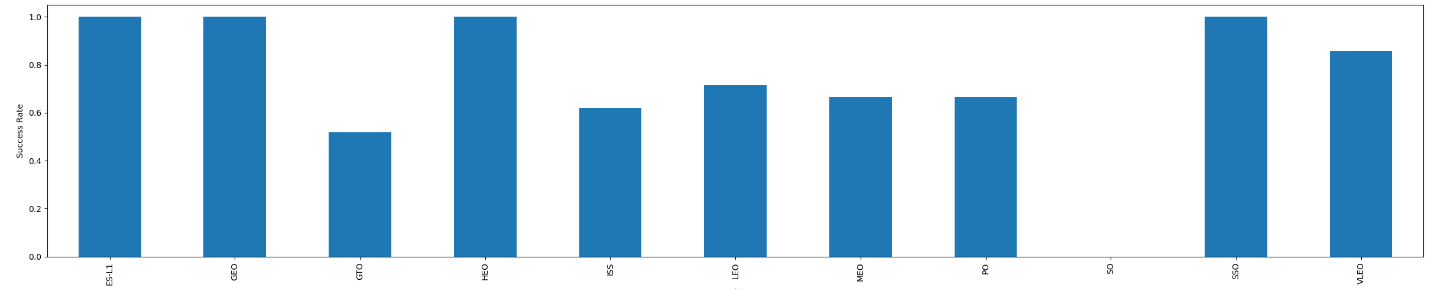 Success Rate
1.0
0.8
0.6
0.4
0.2
0.0
ES-L1
GEO
GTO
HEO
ISS
LEO
MEO
PO
SO
SSO
VLEO